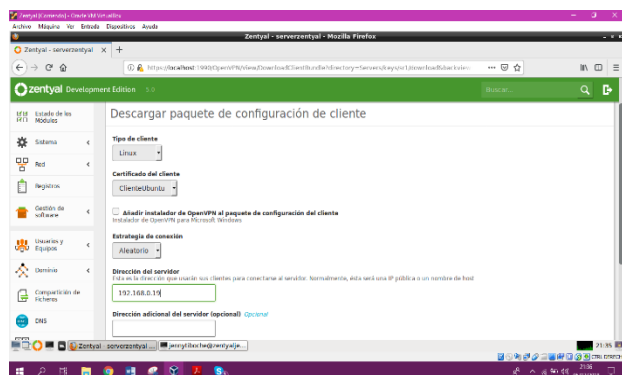 Zentyal [Corriendo] - Oracle VM VirtualBox
Archivo Máquina Ver Entrada Dispositivos Ayuda
Zentyal - serverzentyal - Mozilla Firefox
Zentyal - serverzentyal
zentyal Development Edition 5.0
Buscar...
Estado de los Módulos
Sistema
Red
Registros
Gestión de software
Usuarios y Equipos
Dominio
Compartición de Ficheros
DNS
Descargar paquete de configuración de cliente
Tipo de cliente
Linux
Certificado del cliente
ClienteUbuntu
Añadir instalador de OpenVPN al paquete de configuración del cliente
Instalador de OpenVPN para Microsoft Windows
Estrategia de conexión
Aleatorio
Dirección del servidor
Esta es la dirección que usarán sus clientes para conectarse al servidor. Normalmente, ésta será una IP pública o un nombre de host
192.168.0.19
Dirección adicional del servidor (opcional) Opcional
Zentyal - serverzentyal ...
21:35
CTRL DERECHA
21:36